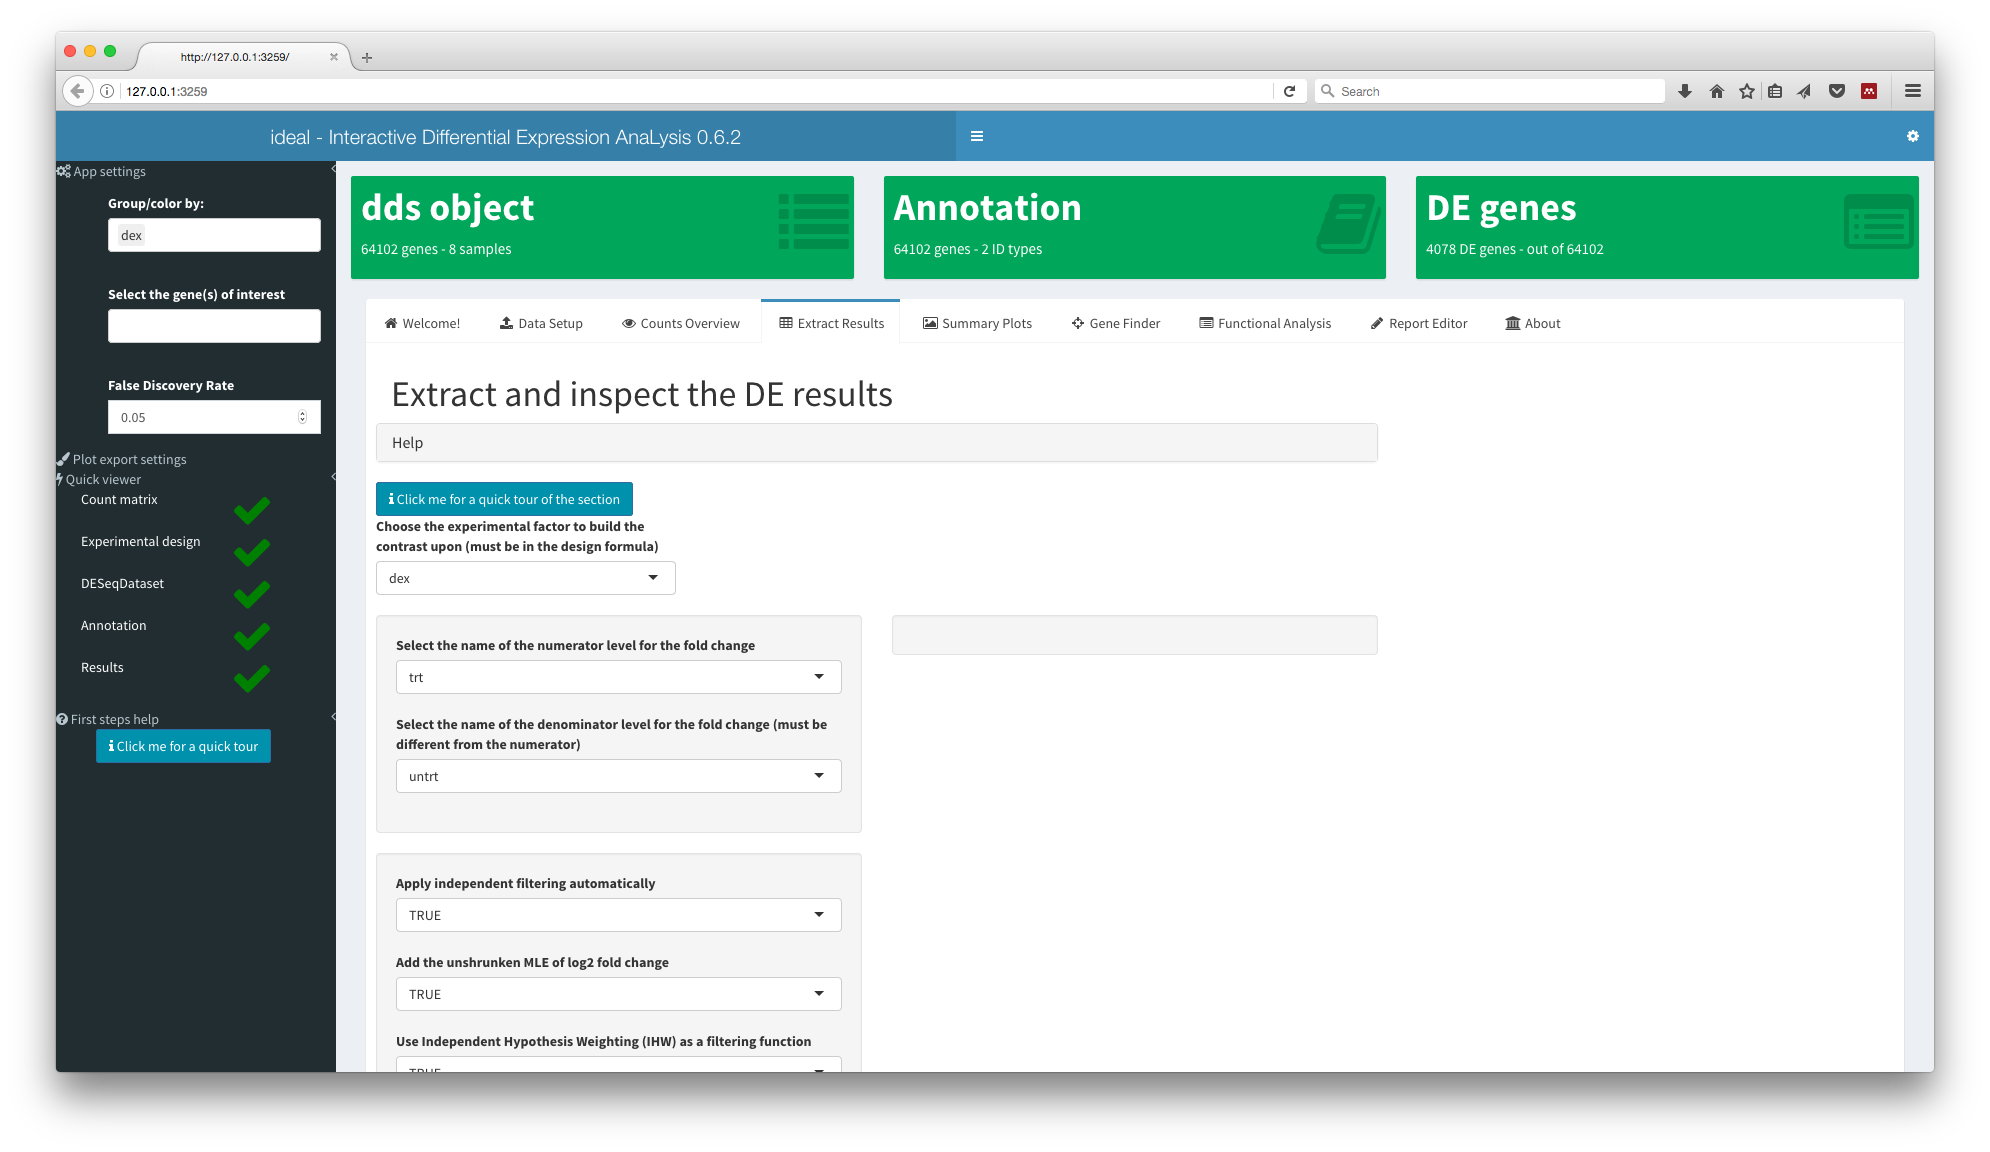 http://127.0.0.1:3259/
127.0.0.1:3259
Search
ideal - Interactive Differential Expression AnaLysis 0.6.2
App settings
Group/color by:
dex
Select the gene(s) of interest
False Discovery Rate
0.05
Plot export settings
Quick viewer
Count matrix
Experimental design
DESeqDataset
Annotation
Results
First steps help
Click me for a quick tour
dds object
64102 genes - 8 samples
Annotation
64102 genes - 2 ID types
DE genes
4078 DE genes - out of 64102
Welcome!
Data Setup
Counts Overview
Extract Results
Summary Plots
Gene Finder
Functional Analysis
Report Editor
About
Extract and inspect the DE results
Help
Click me for a quick tour of the section
Choose the experimental factor to build the
contrast upon (must be in the design formula)
dex
Select the name of the numerator level for the fold change
trt
Select the name of the denominator level for the fold change (must be
different from the numerator)
untrt
Apply independent filtering automatically
TRUE
Add the unshrunken MLE of log2 fold change
TRUE
Use Independent Hypothesis Weighting (IHW) as a filtering function
TRUE